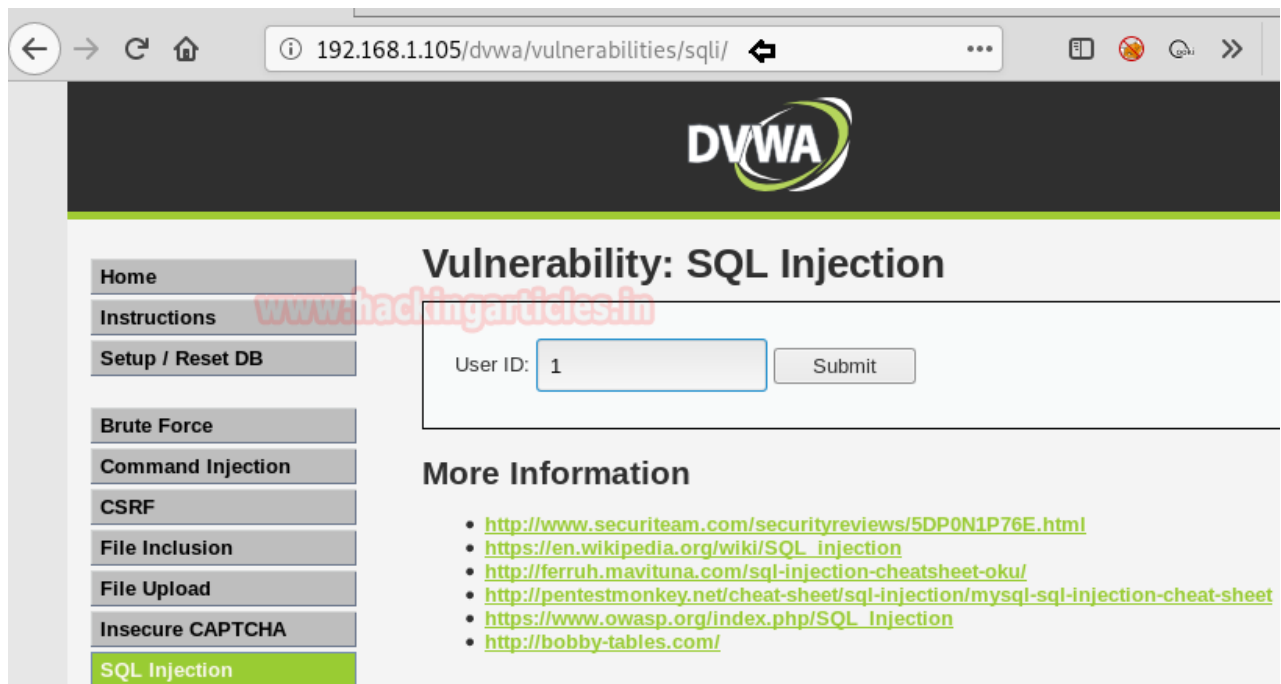 192.168.1.105/dvwa/vulnerabilities/sqli/
DVWA
Home
Instructions
Setup / Reset DB
Brute Force
Command Injection
CSRF
File Inclusion
File Upload
Insecure CAPTCHA
SQL Injection
Vulnerability: SQL Injection
www.hackingarticles.in
User ID: 1 Submit
More Information
http://www.securiteam.com/securityreviews/5DP0N1P76E.html
https://en.wikipedia.org/wiki/SQL_injection
http://ferruh.mavituna.com/sql-injection-cheatsheet-oku/
http://pentestmonkey.net/cheat-sheet/sql-injection/mysql-sql-injection-cheat-sheet
https://www.owasp.org/index.php/SQL_Injection
http://bobby-tables.com/